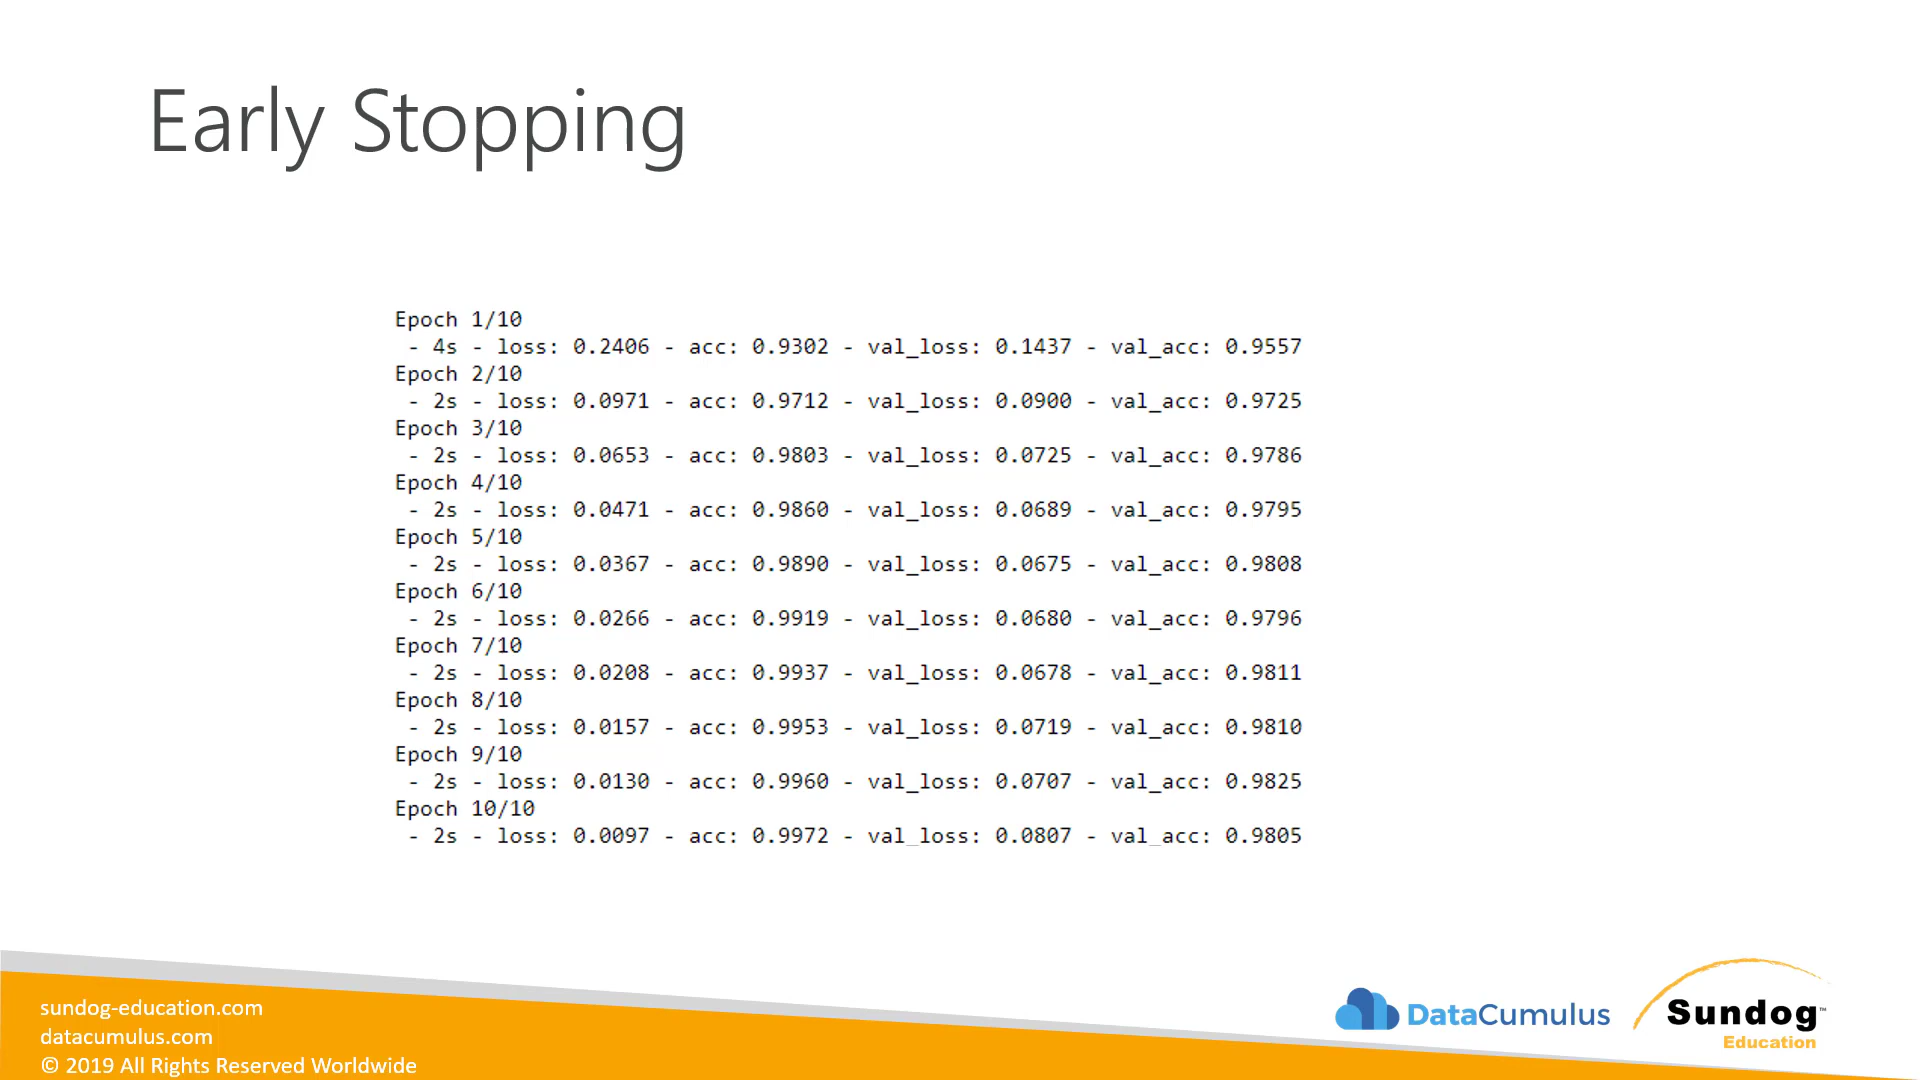 Early Stopping
Epoch 1/10
- 4s - loss: 0.2406 - acc: 0.9302 - val_loss: 0.1437 - val_acc: 0.9557
Epoch 2/10
- 2s - loss: 0.0971 - acc: 0.9712 - val_loss: 0.0900 - val_acc: 0.9725
Epoch 3/10
- 2s - loss: 0.0653 - acc: 0.9803 - val_loss: 0.0725 - val_acc: 0.9786
Epoch 4/10
- 2s - loss: 0.0471 - acc: 0.9860 - val_loss: 0.0689 - val_acc: 0.9795
Epoch 5/10
- 2s - loss: 0.0367 - acc: 0.9890 - val_loss: 0.0675 - val_acc: 0.9808
Epoch 6/10
- 2s - loss: 0.0266 - acc: 0.9919 - val_loss: 0.0680 - val_acc: 0.9796
Epoch 7/10
- 2s - loss: 0.0208 - acc: 0.9937 - val_loss: 0.0678 - val_acc: 0.9811
Epoch 8/10
- 2s - loss: 0.0157 - acc: 0.9953 - val_loss: 0.0719 - val_acc: 0.9810
Epoch 9/10
- 2s - loss: 0.0130 - acc: 0.9960 - val_loss: 0.0707 - val_acc: 0.9825
Epoch 10/10
- 2s - loss: 0.0097 - acc: 0.9972 - val_loss: 0.0807 - val_acc: 0.9805
sundog-education.com
datacumulus.com
© 2019 All Rights Reserved Worldwide
DataCumulus
Sundog™
Education